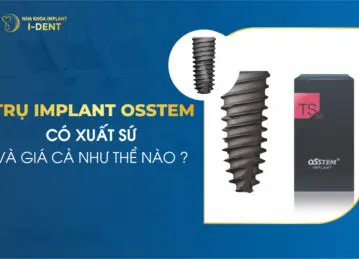 NHA KHOA IMPLANT
I-DENT
TRỤ IMPLANT OSSTEM
CÓ XUẤT SỨ
VÀ GIÁ CẢ NHƯ THẾ NÀO ?
TS
OSSTEM
IMPLANT